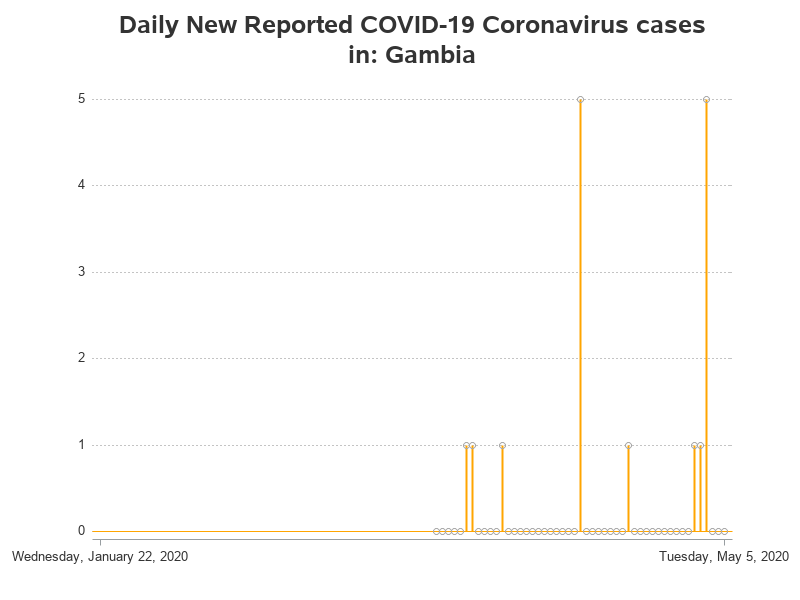 Daily New Reported COVID-19 Coronavirus cases
in: Gambia
5
4
3
2
1
0
Wednesday, January 22, 2020 Tuesday, May 5, 2020